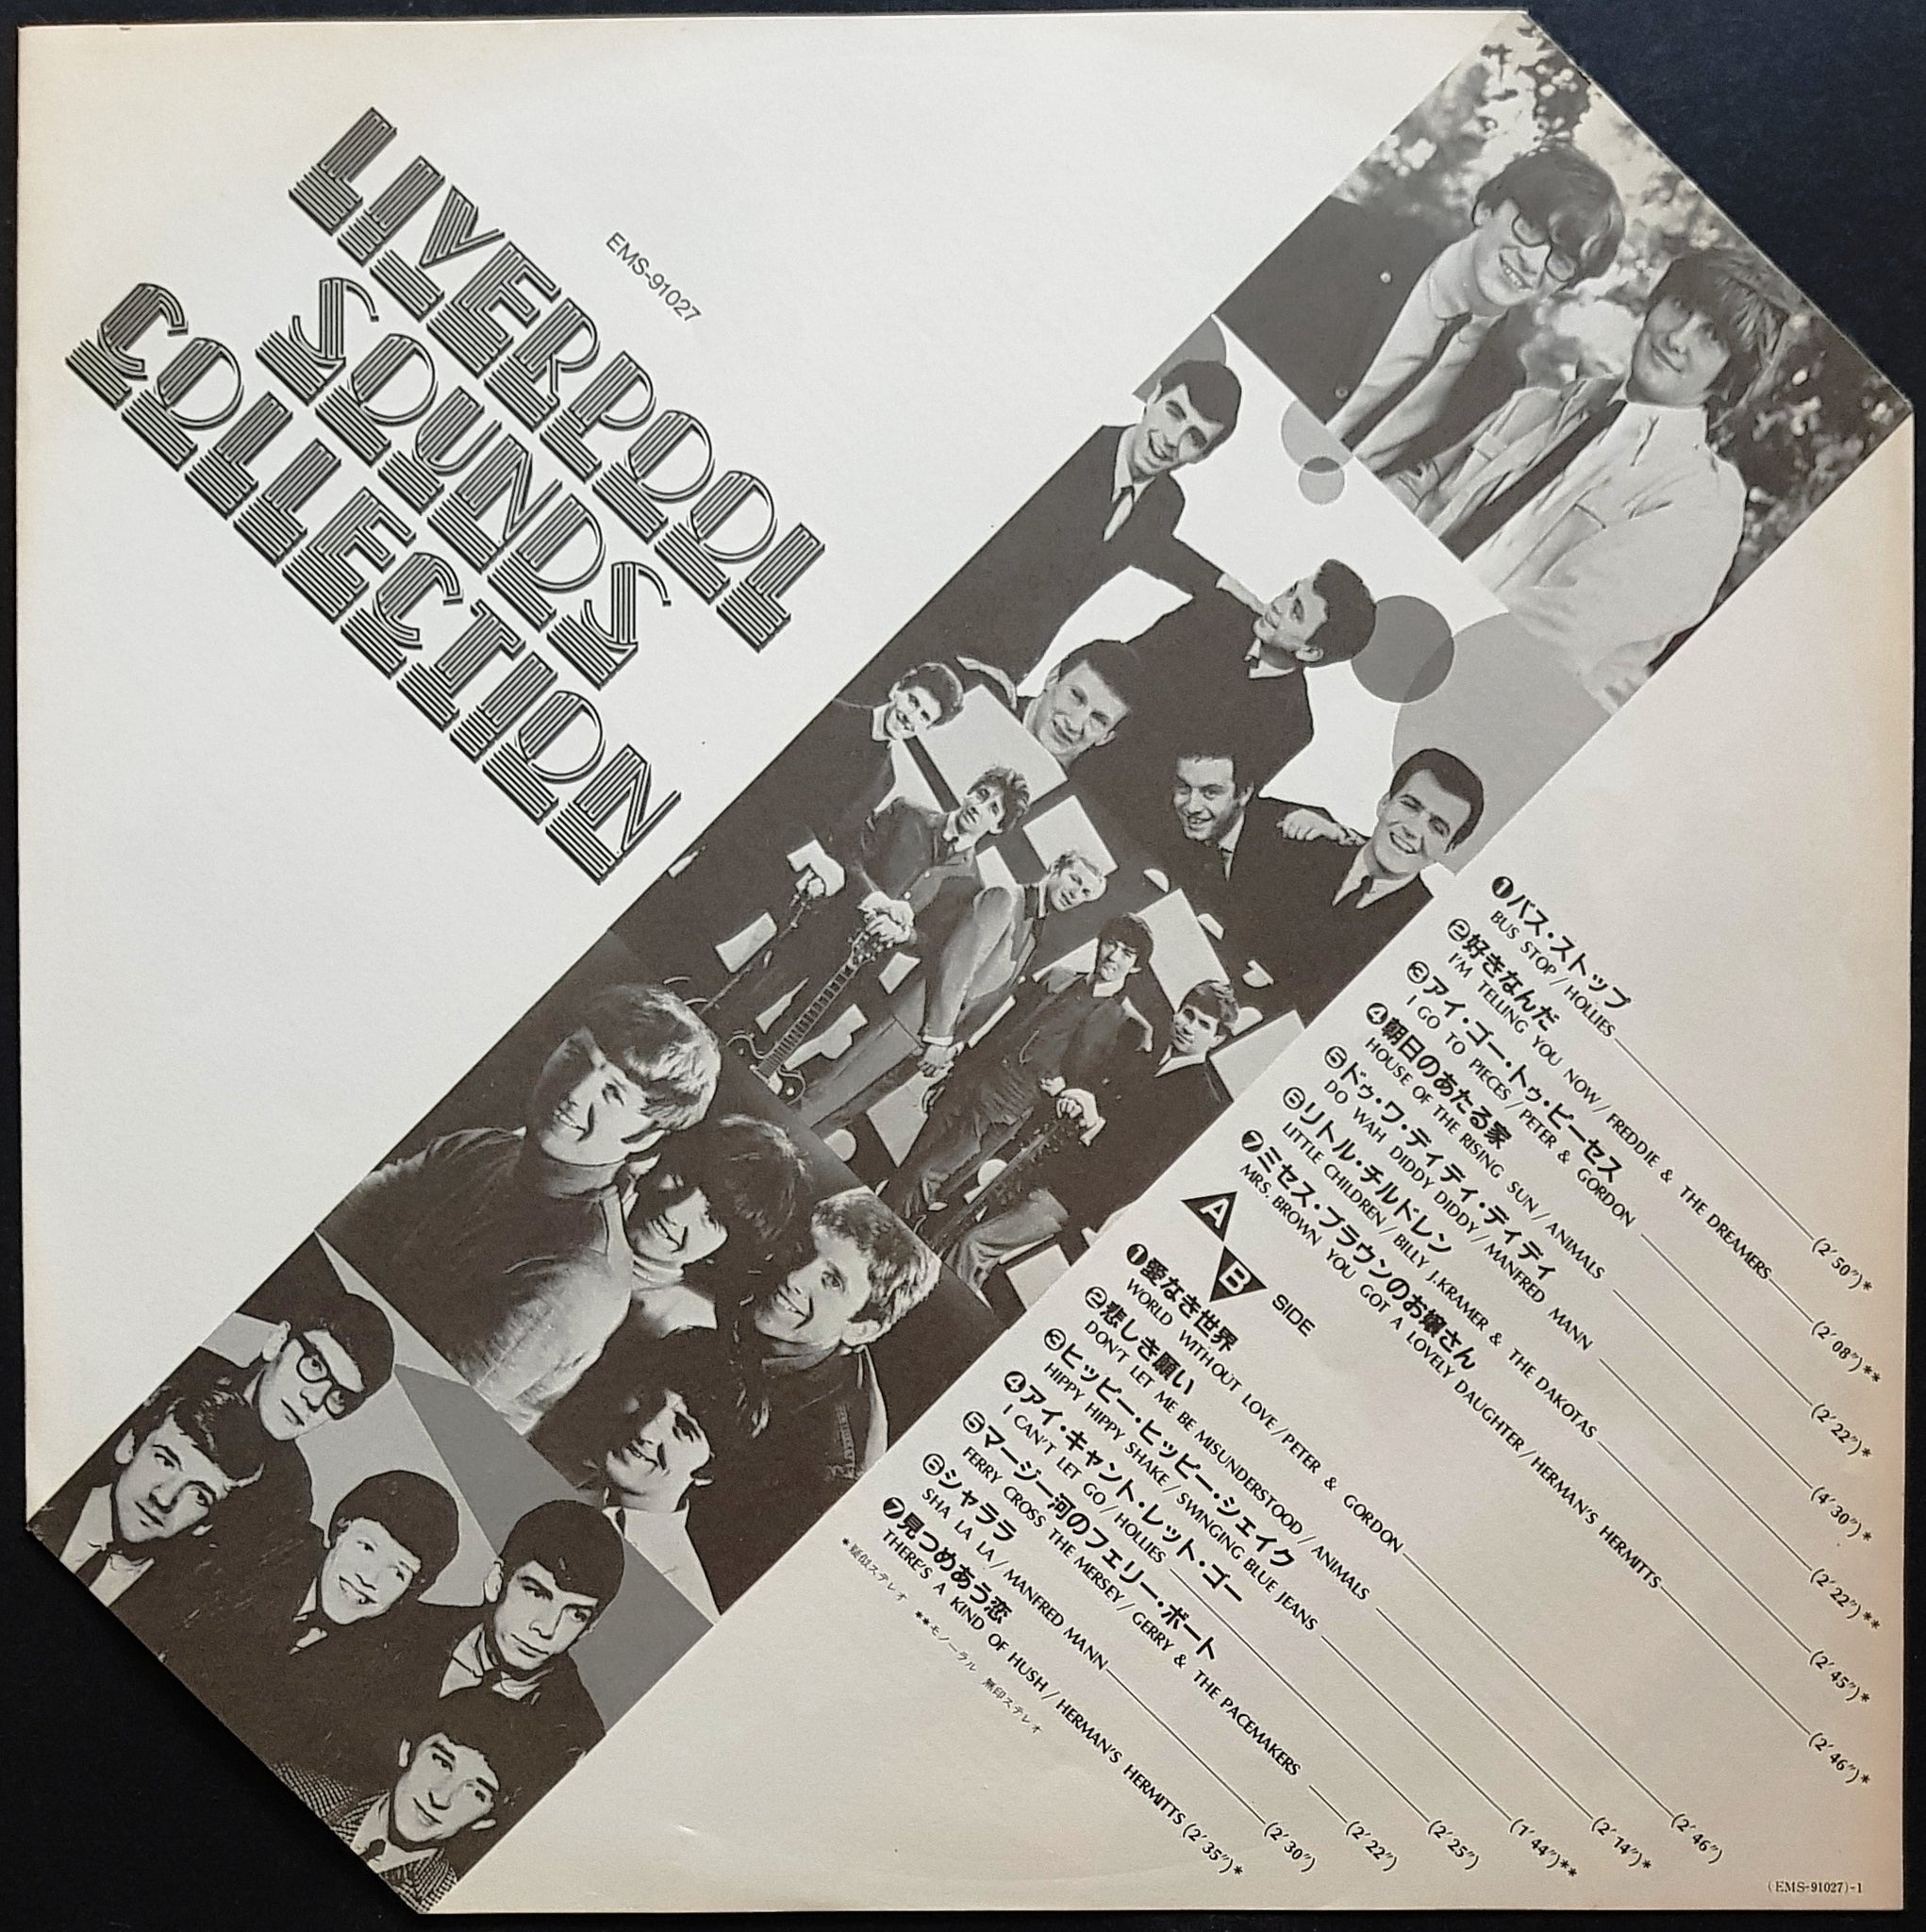 LIVERPOOL
SOUNDS
COLLECTION
EMS-91027
❶バス・ストップ
BUS STOP / HOLLIES (2′50″)*
②好きなんだ
I'M TELLING YOU NOW / FREDDIE & THE DREAMERS (2′08″)**
③アイ・ゴー・トゥ・ピーセス
I GO TO PIECES / PETER & GORDON (2′22″)*
❹朝日のあたる家
HOUSE OF THE RISING SUN / ANIMALS (4′30″)*
⑤ドゥ・ワ・ディディ・ディディ
DO WAH DIDDY DIDDY / MANFRED MANN (2′22″)**
⑥リトル・チルドレン
LITTLE CHILDREN / BILLY J.KRAMER & THE DAKOTAS (2′45″)*
❼ミセス・ブラウンのお嬢さん
MRS. BROWN YOU GOT A LOVELY DAUGHTER / HERMAN'S HERMITTS (2′46″)*
A
B SIDE
❶愛なき世界
WORLD WITHOUT LOVE / PETER & GORDON (2′46″)
②悲しき願い
DON'T LET ME BE MISUNDERSTOOD / ANIMALS (2′14″)*
③ヒッピー・ヒッピー・シェイク
HIPPY HIPPY SHAKE / SWINGING BLUE JEANS (1′44″)**
❹アイ・キャント・レット・ゴー
I CAN'T LET GO / HOLLIES (2′25″)
⑤マージー河のフェリー・ボート
FERRY CROSS THE MERSEY / GERRY & THE PACEMAKERS (2′22″)
⑥シャララ
SHA LA LA / MANFRED MANN (2′30″)
❼見つめあう恋
THERE'S A KIND OF HUSH / HERMAN'S HERMITTS (2′35″)*
*疑似ステレオ **モノーラル 無印ステレオ
(EMS-91027)-1